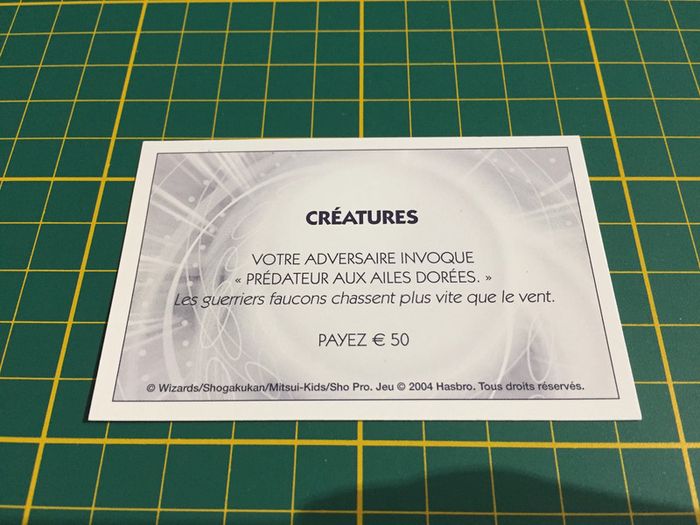 CRÉATURES
VOTRE ADVERSAIRE INVOQUE
« PRÉDATEUR AUX AILES DORÉES. »
Les guerriers faucons chassent plus vite que le vent.
PAYEZ € 50
© Wizards/Shogakukan/Mitsui-Kids/Sho Pro. Jeu © 2004 Hasbro. Tous droits réservés.